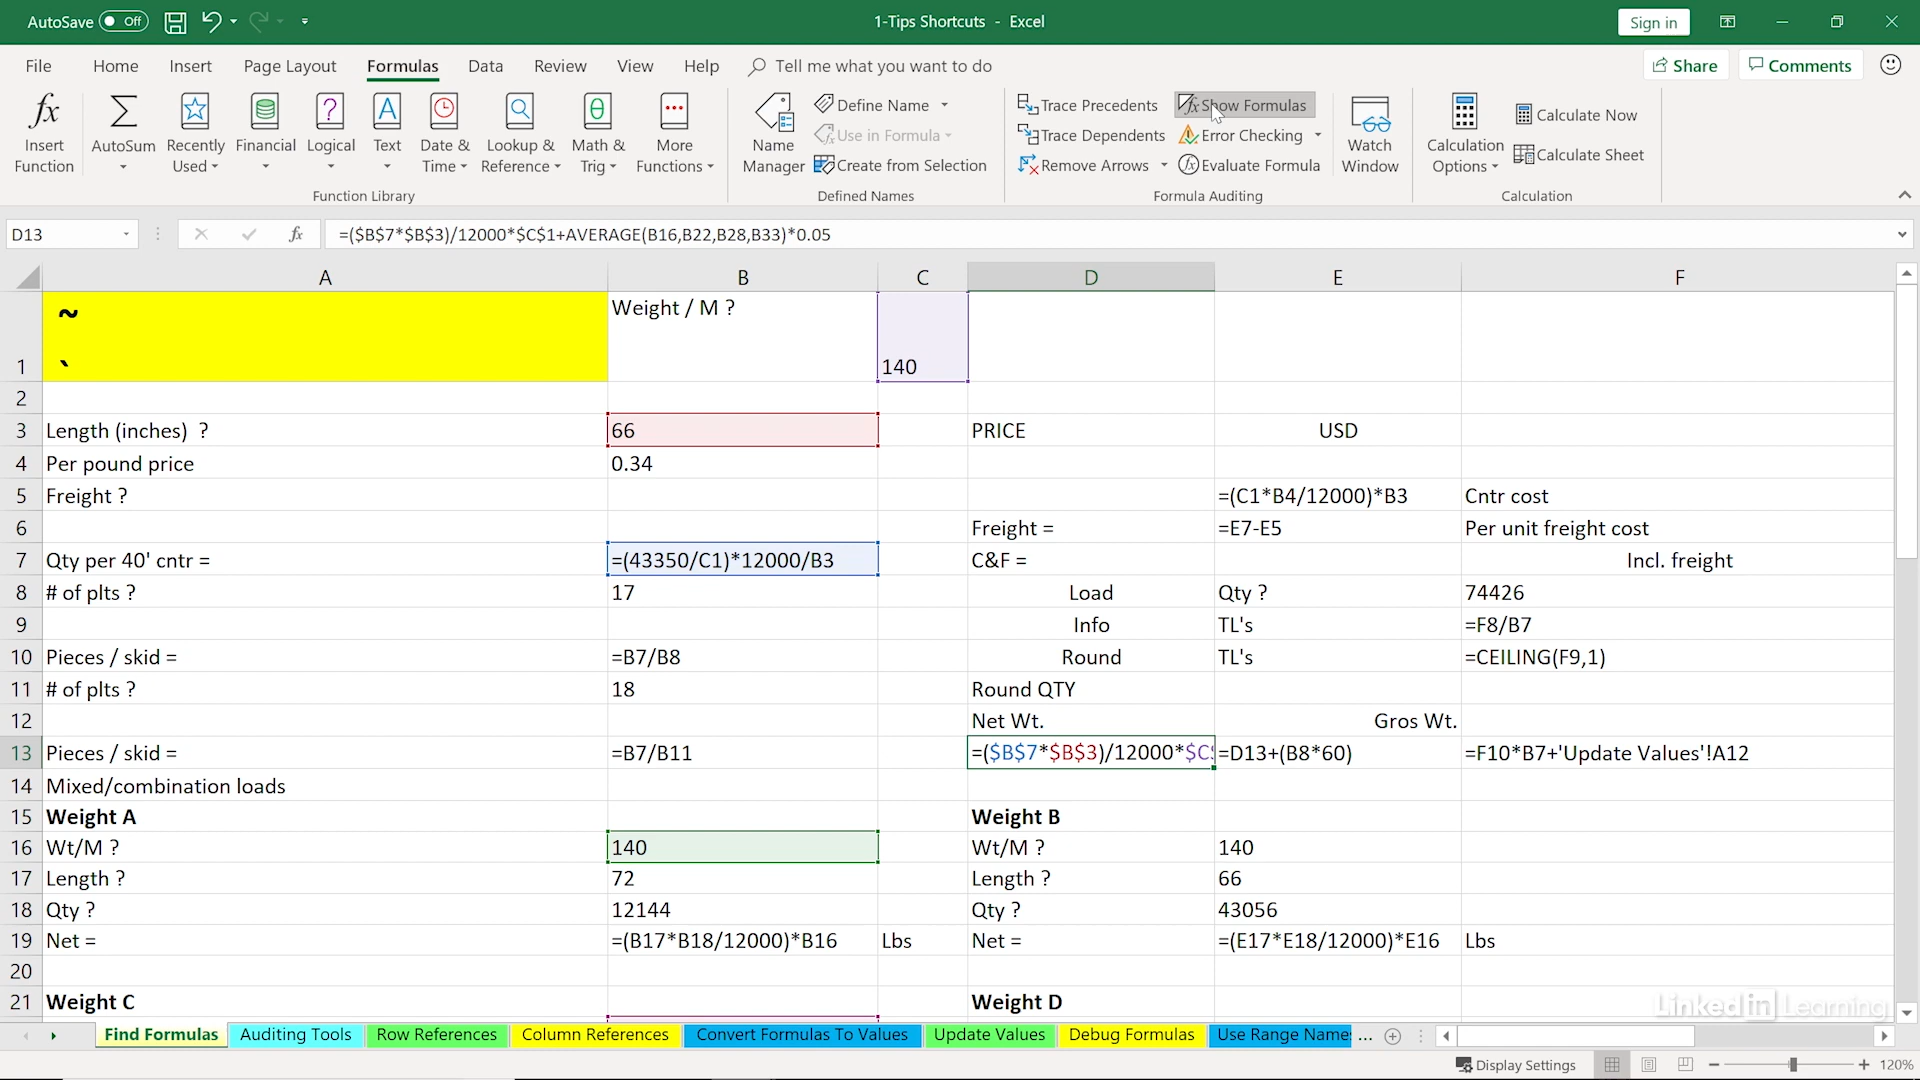 AutoSave Off 1-Tips Shortcuts - Excel Sign in
File Home Insert Page Layout Formulas Data Review View Help Tell me what you want to do Share Comments
Insert Function
AutoSum
Recently Used
Financial
Logical
Text
Date & Time
Lookup & Reference
Math & Trig
More Functions
Function Library
Name Manager
Define Name
Use in Formula
Create from Selection
Defined Names
Trace Precedents
Trace Dependents
Remove Arrows
Show Formulas
Error Checking
Evaluate Formula
Watch Window
Formula Auditing
Calculation Options
Calculate Now
Calculate Sheet
Calculation
D13 fx =($B$7*$B$3)/12000*$C$1+AVERAGE(B16,B22,B28,B33)*0.05
A B C D E F
~ Weight / M ?
1 ` 140
2
3 Length (inches) ? 66 PRICE USD
4 Per pound price 0.34
5 Freight ? =(C1*B4/12000)*B3 Cntr cost
6 Freight = =E7-E5 Per unit freight cost
7 Qty per 40' cntr = =(43350/C1)*12000/B3 C&F = Incl. freight
8 # of plts ? 17 Load Qty ? 74426
9 Info TL's =F8/B7
10 Pieces / skid = =B7/B8 Round TL's =CEILING(F9,1)
11 # of plts ? 18 Round QTY
12 Net Wt. Gros Wt.
13 Pieces / skid = =B7/B11 =($B$7*$B$3)/12000*$C$ =D13+(B8*60) =F10*B7+'Update Values'!A12
14 Mixed/combination loads
15 Weight A Weight B
16 Wt/M ? 140 Wt/M ? 140
17 Length ? 72 Length ? 66
18 Qty ? 12144 Qty ? 43056
19 Net = =(B17*B18/12000)*B16 Lbs Net = =(E17*E18/12000)*E16 Lbs
20
21 Weight C Weight D
LinkedIn Learning
Find Formulas Auditing Tools Row References Column References Convert Formulas To Values Update Values Debug Formulas Use Range Name ...
Display Settings 120%